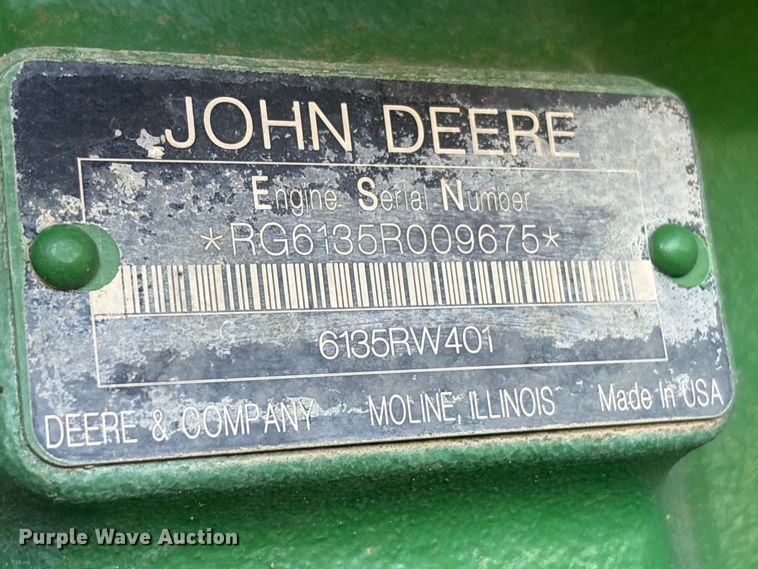 JOHN DEERE
Engine Serial Number
*RG6135R009675*
6135RW401
DEERE & COMPANY MOLINE, ILLINOIS Made In USA
Purple Wave Auction